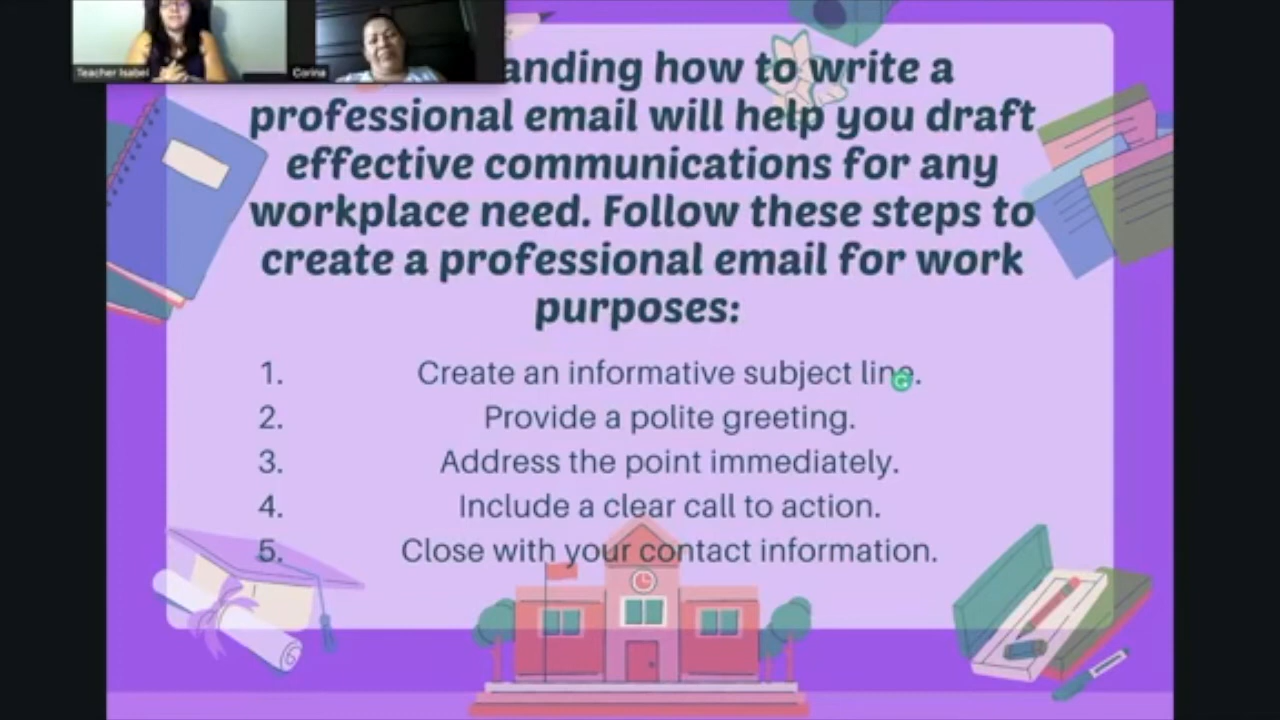 Teacher Isabel
Corina
anding how to write a
professional email will help you draft
effective communications for any
workplace need. Follow these steps to
create a professional email for work
purposes:
1. Create an informative subject line.
2. Provide a polite greeting.
3. Address the point immediately.
4. Include a clear call to action.
5. Close with your contact information.